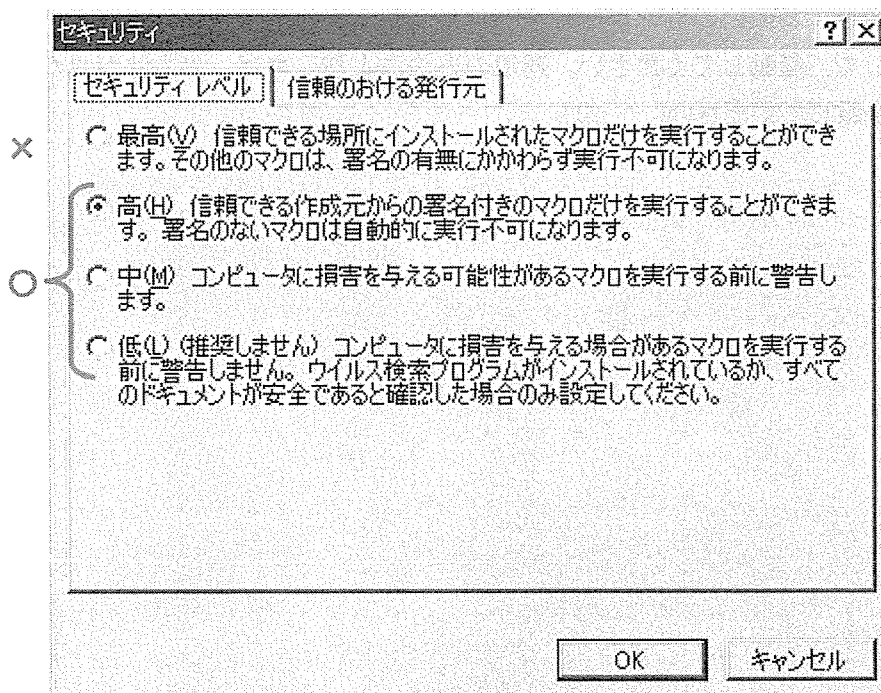 セキュリティ
セキュリティ レベル 信頼のおける発行元
最高(V) 信頼できる場所にインストールされたマクロだけを実行することができ
ます。その他のマクロは、署名の有無にかかわらず実行不可になります。
高(H) 信頼できる作成元からの署名付きのマクロだけを実行することができま
す。 署名のないマクロは自動的に実行不可になります。
中(M) コンピュータに損害を与える可能性があるマクロを実行する前に警告し
ます。
低(L) (推奨しません) コンピュータに損害を与える場合があるマクロを実行する
前に警告しません。ウイルス検索プログラムがインストールされているか、すべて
のドキュメントが安全であると確認した場合のみ設定してください。
OK キャンセル